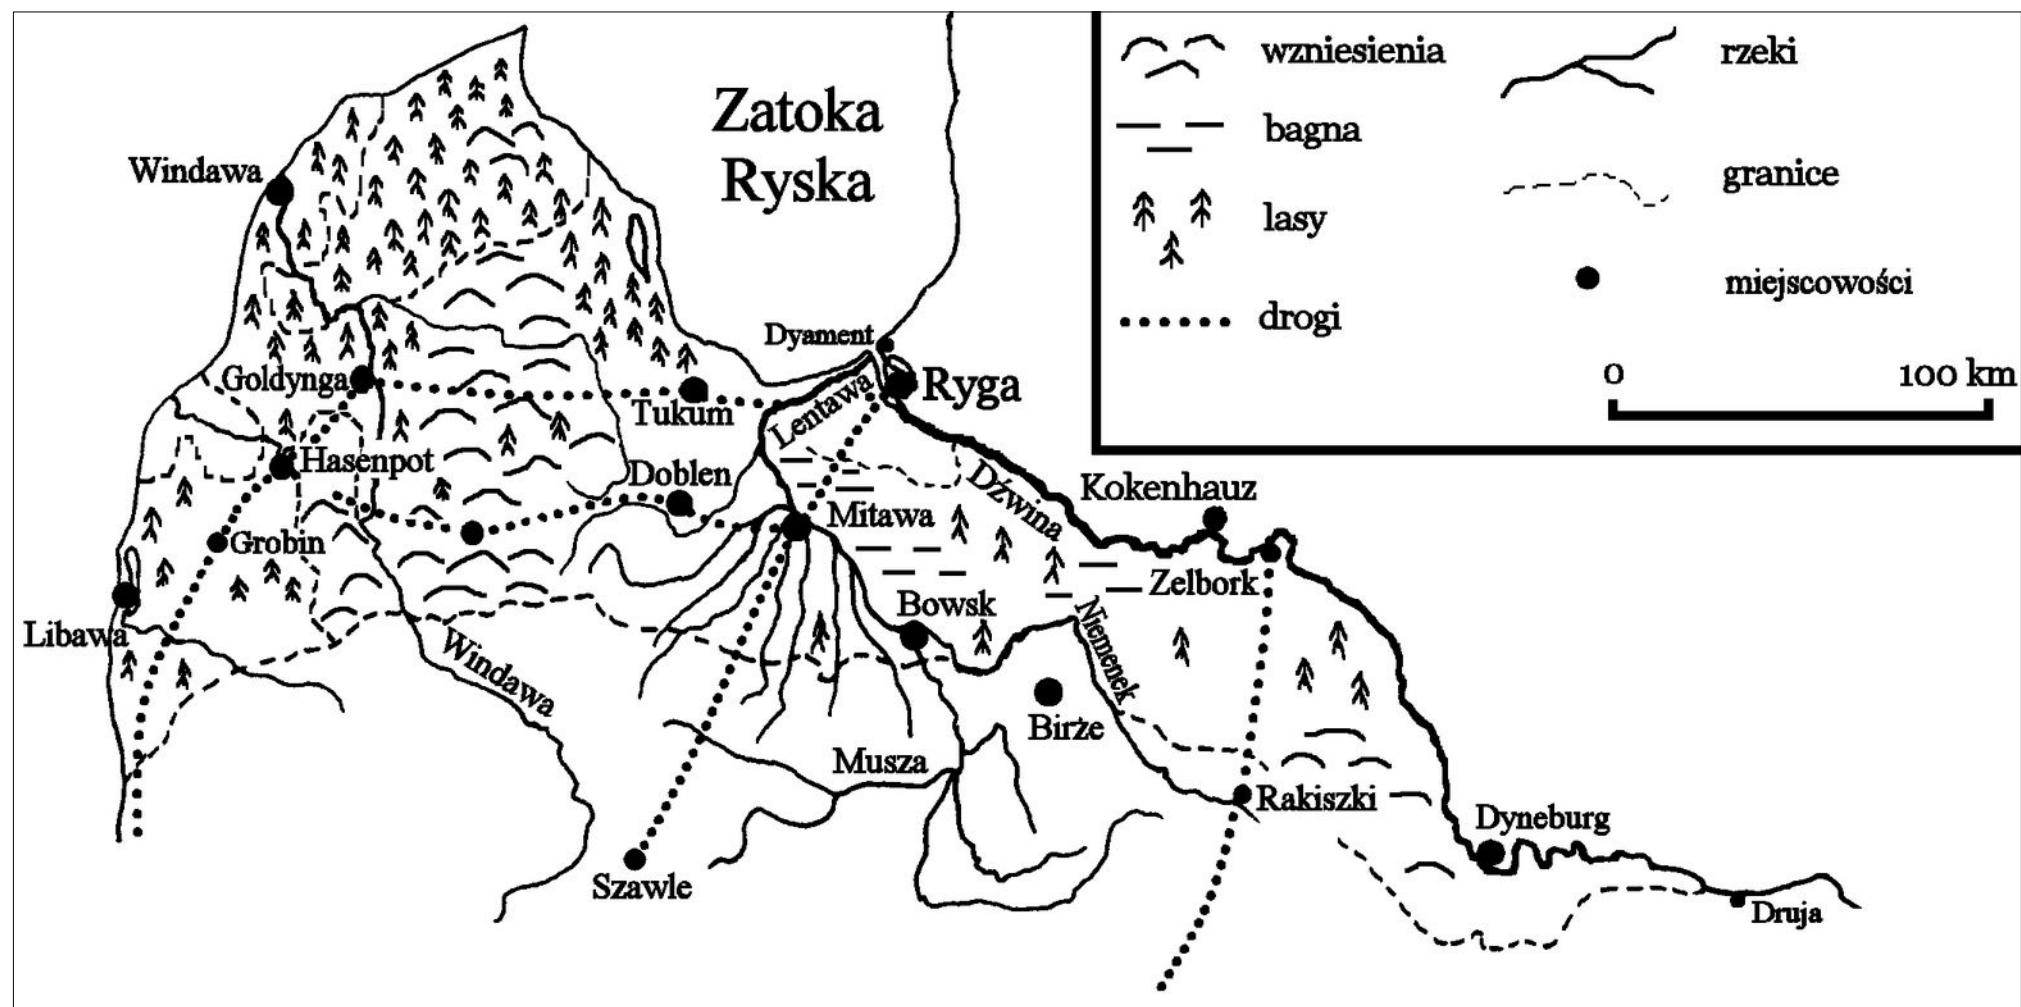 Zatoka
Ryska
Windawa
Dyament
Ryga
Goldynga
Tukum
Lentawa
Hasenpot
Doblen
Dźwina
Kokenhauz
Mitawa
Grobin
Zelbork
Bowsk
Niemenek
Libawa
Windawa
Birże
Musza
Rakiszki
Dyneburg
Szawle
Druja
wzniesienia
bagna
lasy
drogi
rzeki
granice
miejscowości
0 100 km